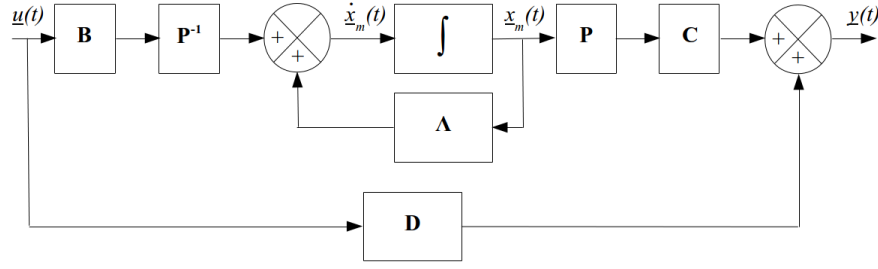 u(t) ẋm(t) xm(t) y(t)
B P⁻¹ + + ∫ P C + +
Λ
D